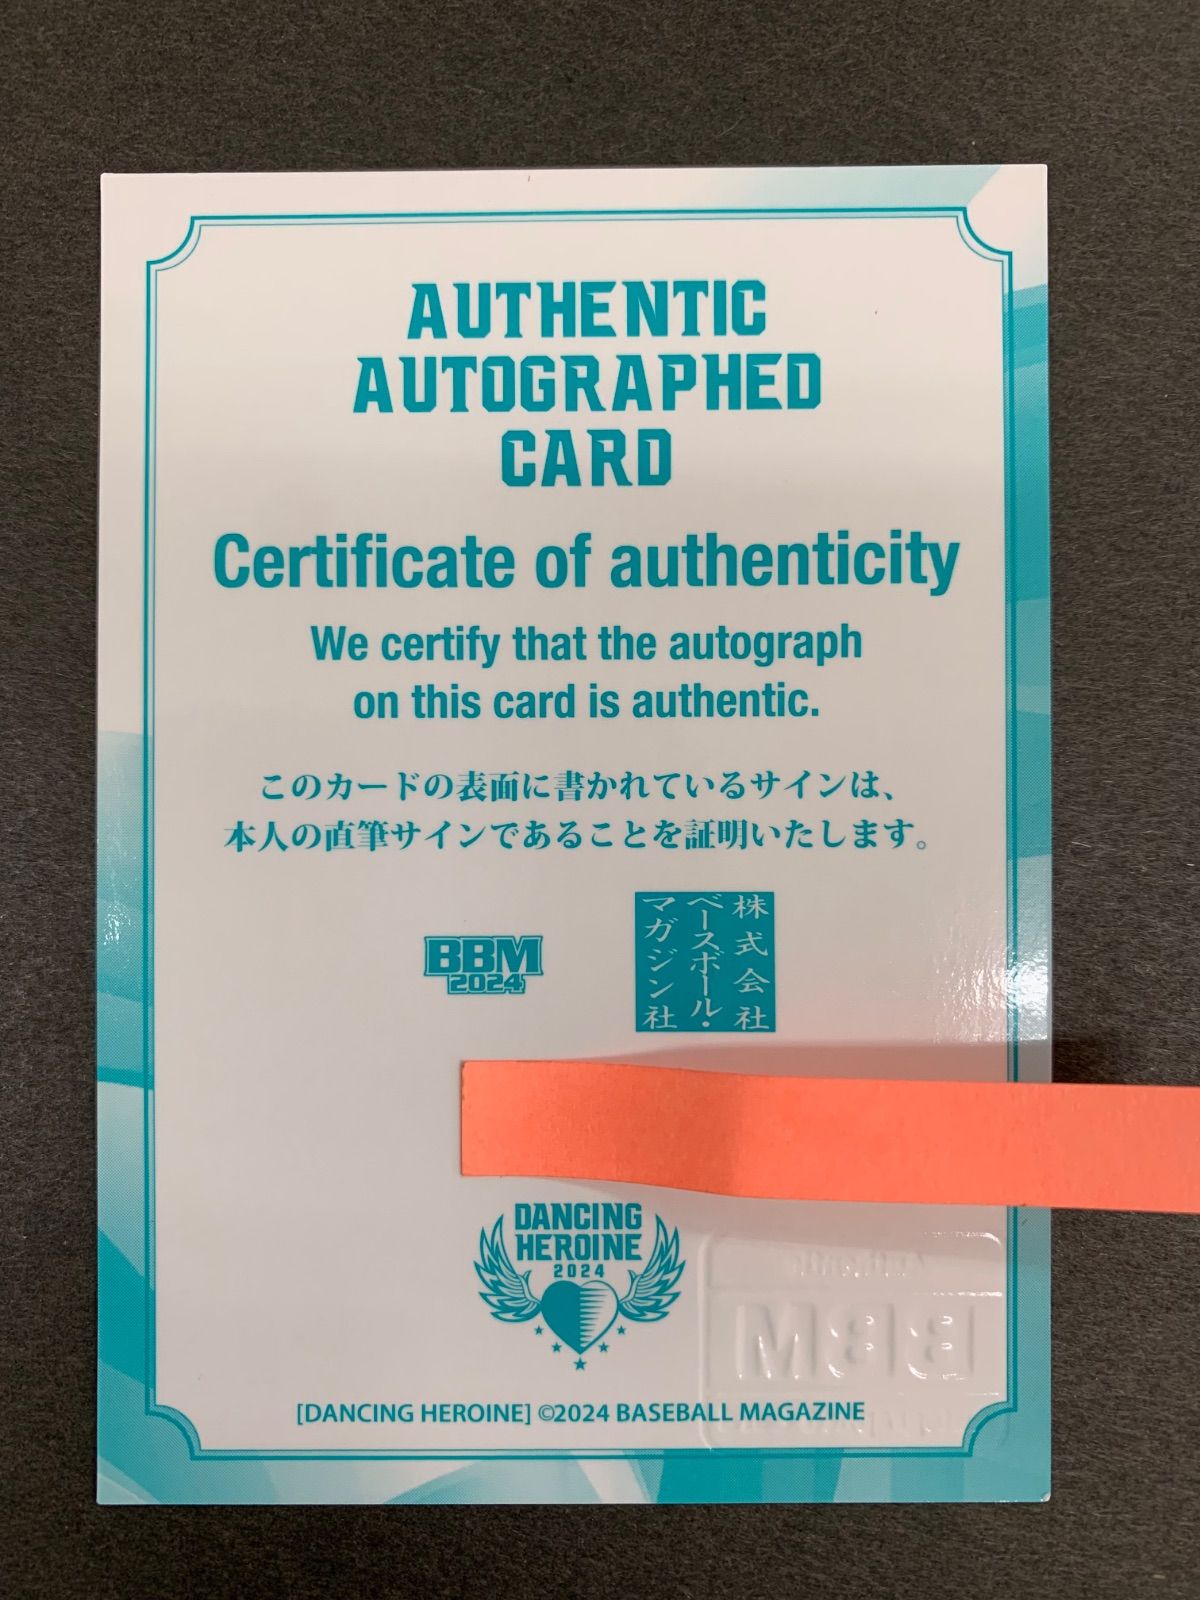 AUTHENTIC
AUTOGRAPHED
CARD
Certificate of authenticity
We certify that the autograph
on this card is authentic.
このカードの表面に書かれているサインは、
本人の直筆サインであることを証明いたします。
BBM
2024
株式会社
ベースボール・
マガジン社
DANCING
HEROINE
2024
BBM
[DANCING HEROINE] ©2024 BASEBALL MAGAZINE